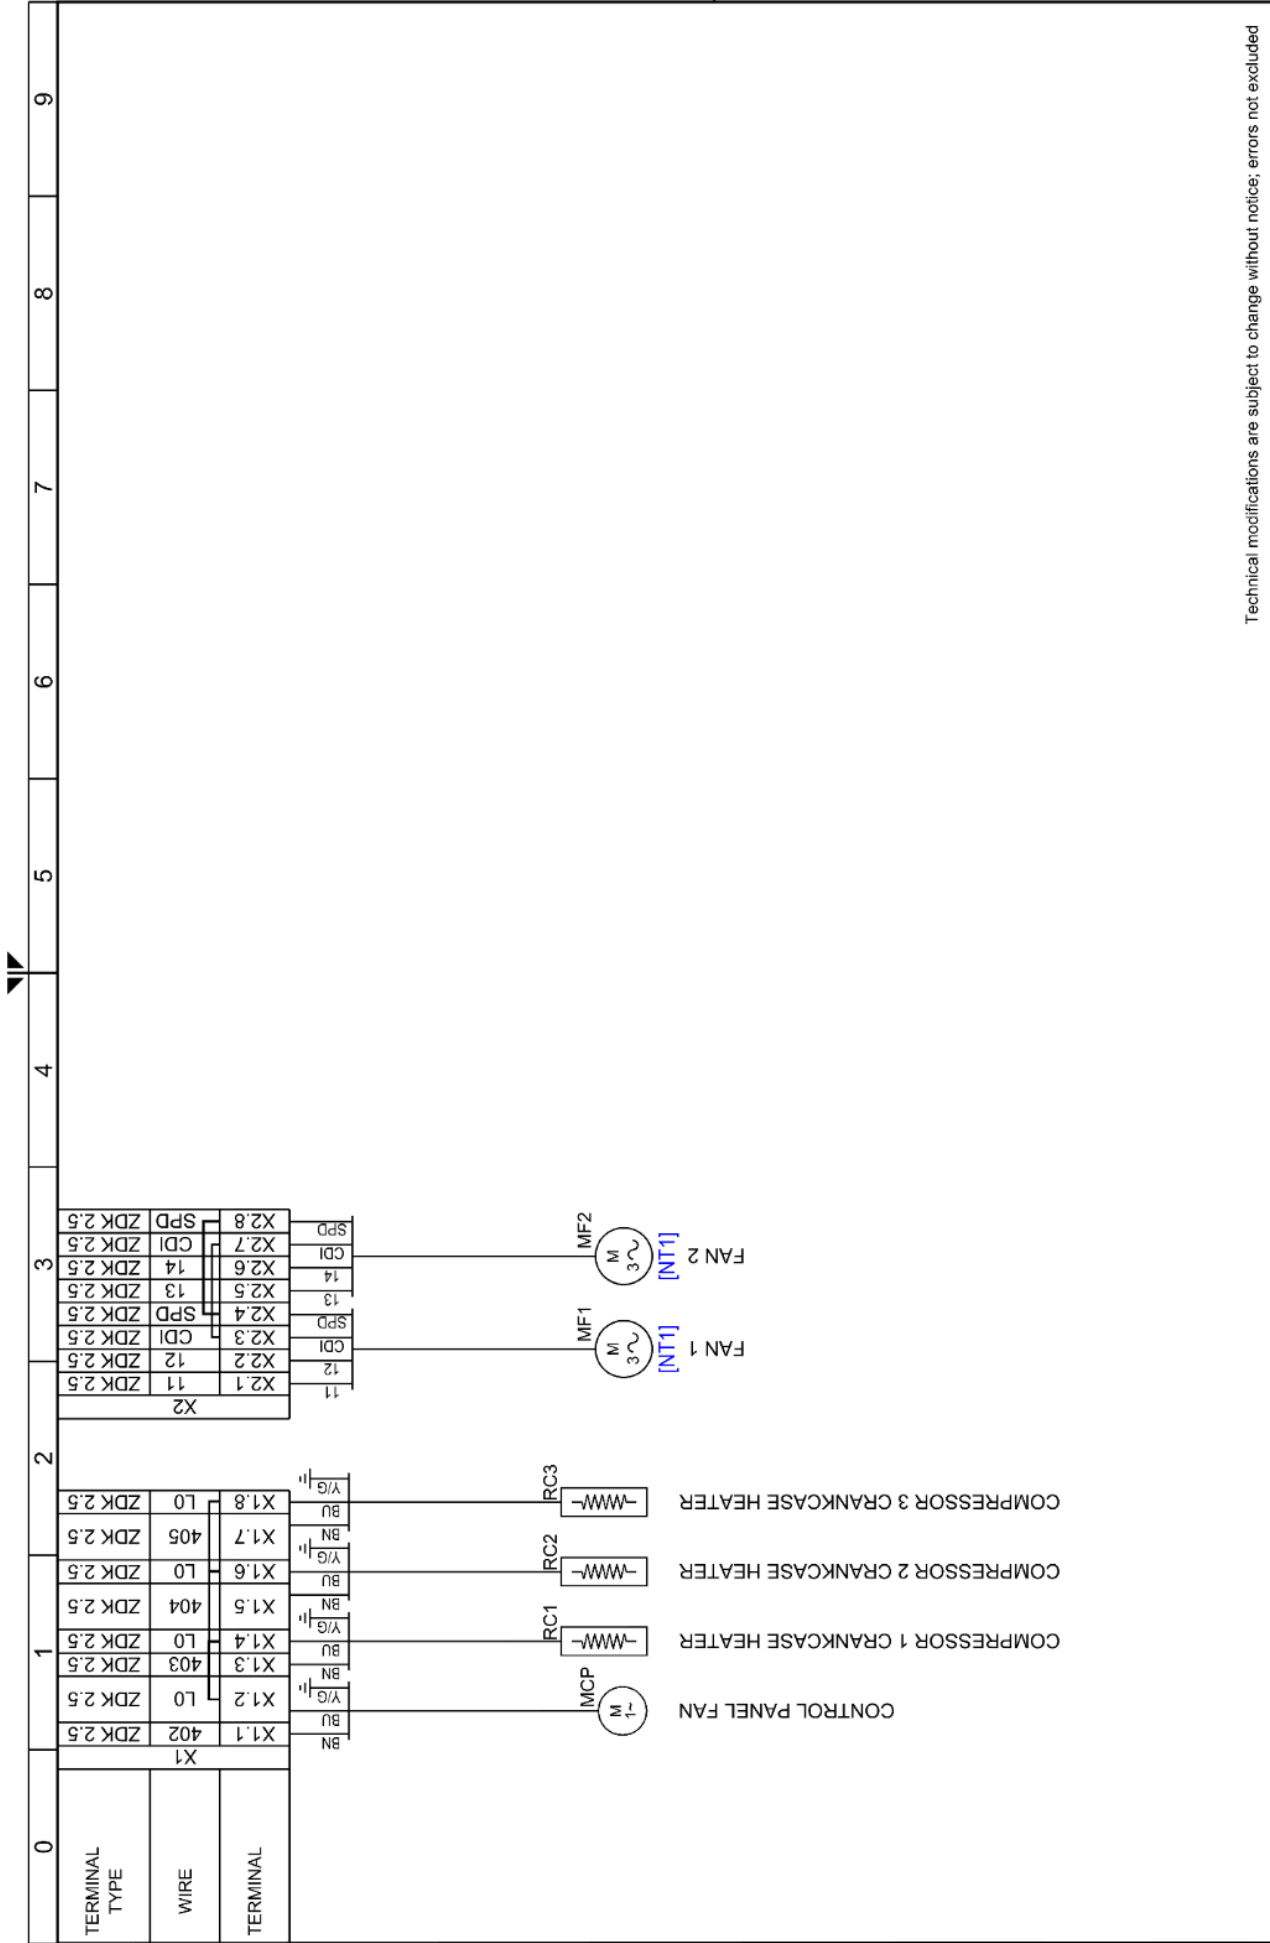 0 1 2 3 4 5 6 7 8 9
TERMINAL
TYPE
ZDK 2.5 ZDK 2.5 ZDK 2.5 ZDK 2.5 ZDK 2.5 ZDK 2.5 ZDK 2.5 ZDK 2.5
ZDK 2.5 ZDK 2.5 ZDK 2.5 ZDK 2.5 ZDK 2.5 ZDK 2.5 ZDK 2.5 ZDK 2.5
WIRE
X1
402 L0 403 L0 404 L0 405 L0
X2
11 12 CDI SPD 13 14 CDI SPD
TERMINAL
X1.1 X1.2 X1.3 X1.4 X1.5 X1.6 X1.7 X1.8
X2.1 X2.2 X2.3 X2.4 X2.5 X2.6 X2.7 X2.8
BN BU Y/G BN BU Y/G BN BU Y/G BN BU Y/G
11 12 CDI SPD 13 14 CDI SPD
MCP
M
1~
CONTROL PANEL FAN
RC1
COMPRESSOR 1 CRANKCASE HEATER
RC2
COMPRESSOR 2 CRANKCASE HEATER
RC3
COMPRESSOR 3 CRANKCASE HEATER
MF1
M
3~
[NT1]
FAN 1
MF2
M
3~
[NT1]
FAN 2
Technical modifications are subject to change without notice; errors not excluded